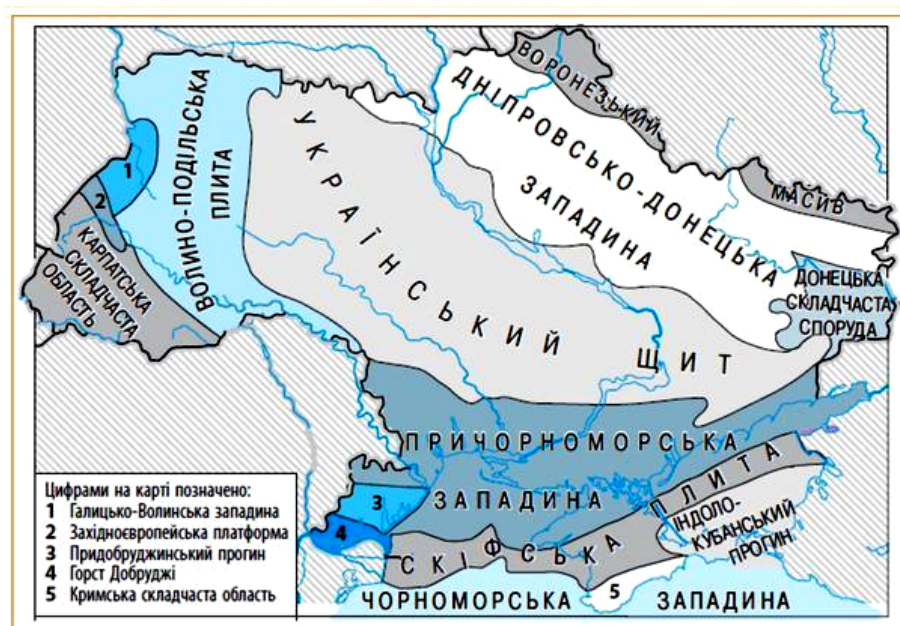 ВОРОНЕЗЬКИЙ
МАСИВ
ДНІПРОВСЬКО-ДОНЕЦЬКА
ЗАПАДИНА
УКРАЇНСЬКИЙ ЩИТ
ВОЛИНО-ПОДІЛЬСЬКА
ПЛИТА
1
2
КАРПАТСЬКА
СКЛАДЧАСТА
ОБЛАСТЬ
ДОНЕЦЬКА
СКЛАДЧАСТА
СПОРУДА
ПРИЧОРНОМОРСЬКА
ЗАПАДИНА
3
4
СКІФСЬКА ПЛИТА
ІНДОЛО-
КУБАНСЬКИЙ
ПРОГИН
5
ЧОРНОМОРСЬКА ЗАПАДИНА
Цифрами на карті позначено:
1 Галицько-Волинська западина
2 Західноєвропейська платформа
3 Придобруджинський прогин
4 Горст Добруджі
5 Кримська складчаста область